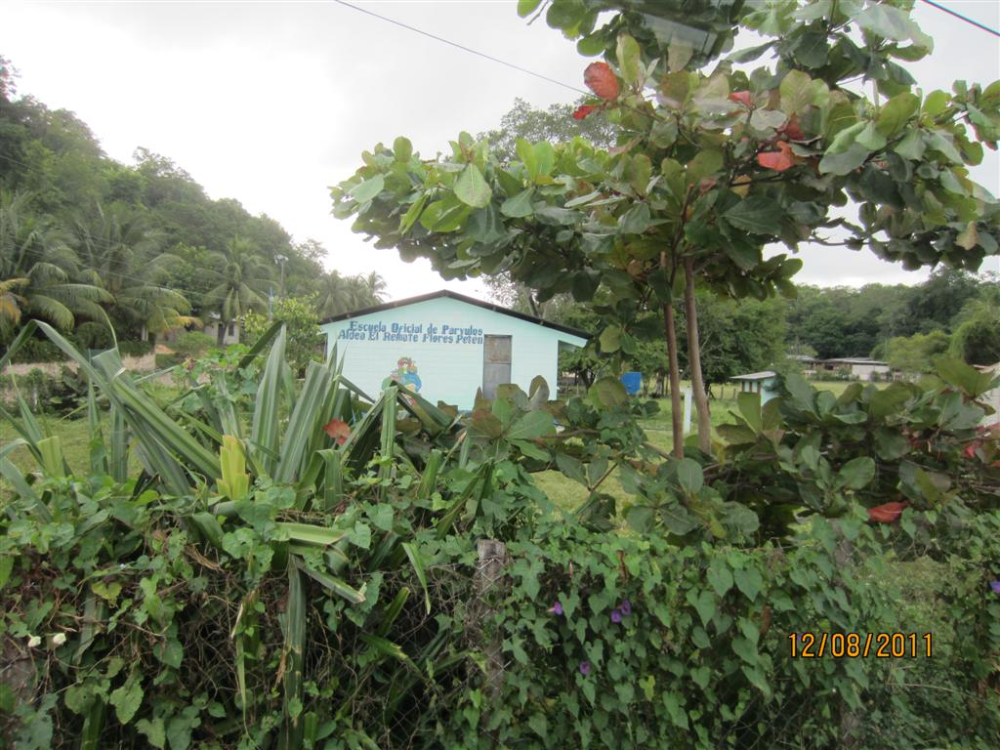 Escuela Oficial de Parvulos
Aldea El Remate Flores Peten
12/08/2011